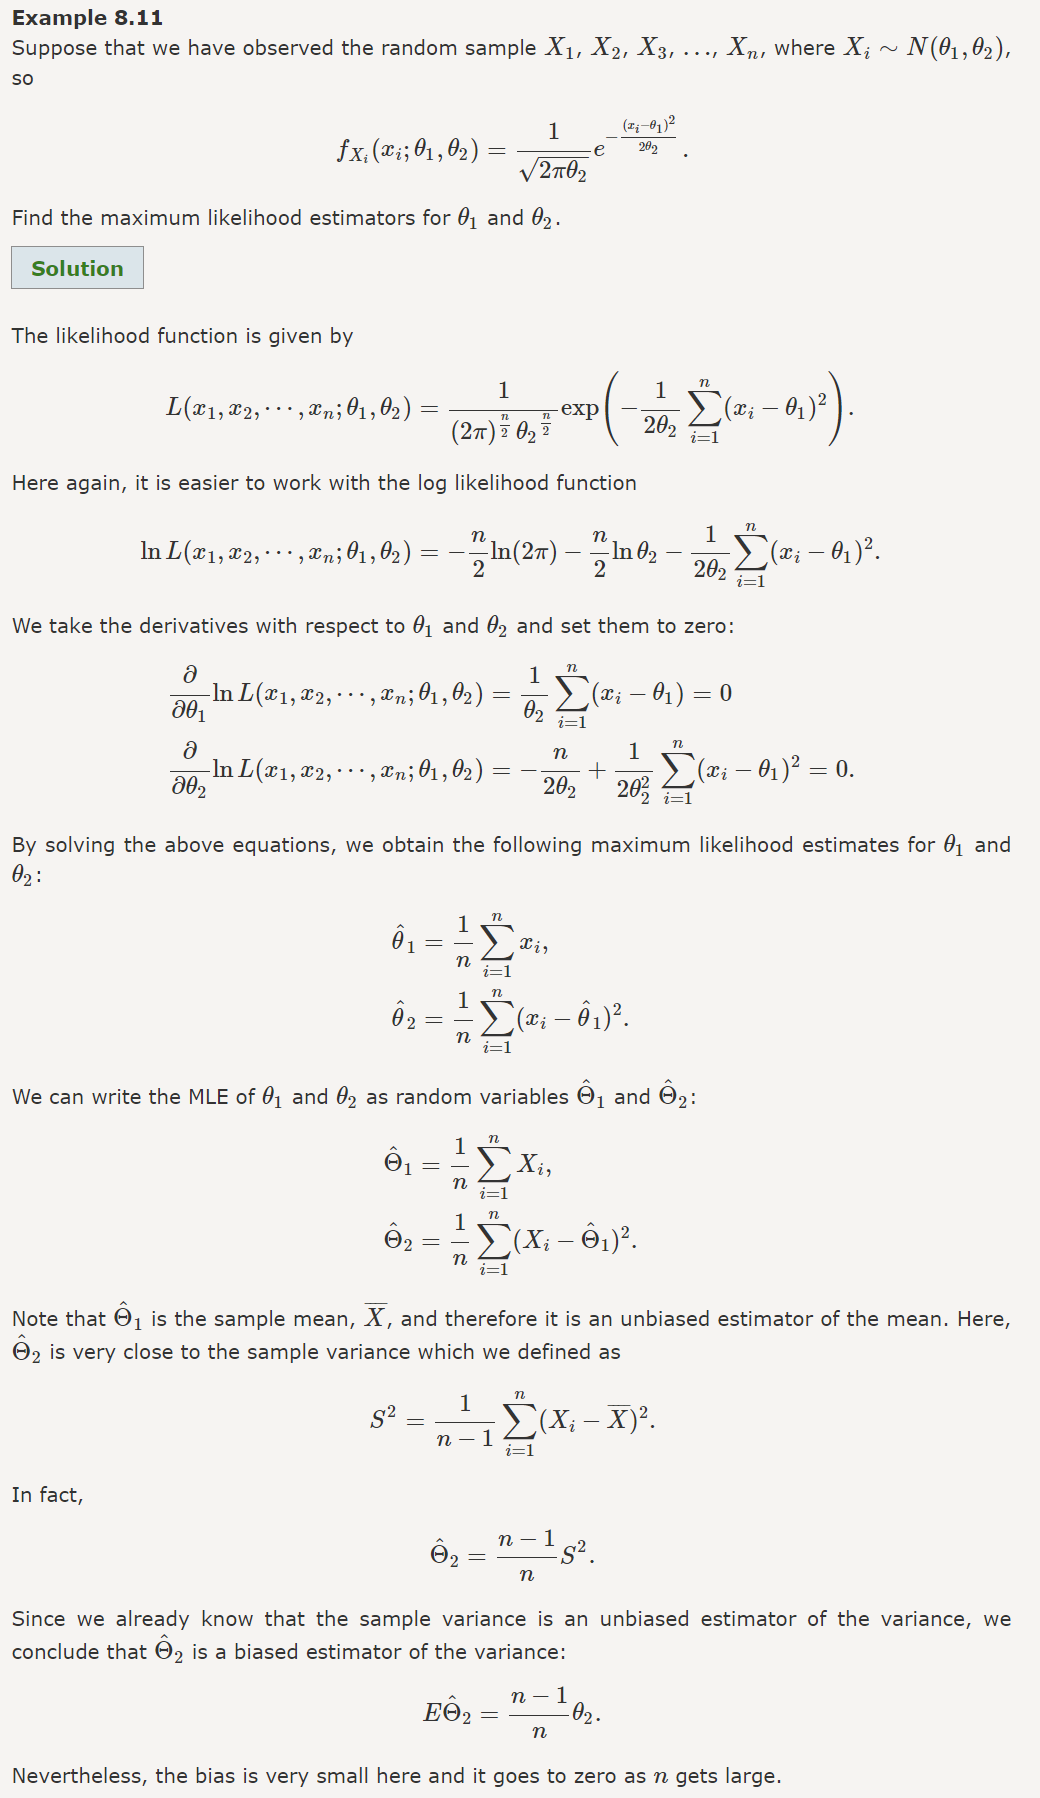 Example 8.11
Suppose that we have observed the random sample $X_1$, $X_2$, $X_3$, $...$, $X_n$, where $X_i \sim N(\theta_1, \theta_2)$,
so
$f_{X_i}(x_i;\theta_1,\theta_2) = \frac{1}{\sqrt{2\pi\theta_2}} e^{-\frac{(x_i-\theta_1)^2}{2\theta_2}}.$
Find the maximum likelihood estimators for $\theta_1$ and $\theta_2$.
Solution
The likelihood function is given by
$L(x_1, x_2, \cdots, x_n; \theta_1, \theta_2) = \frac{1}{(2\pi)^{\frac{n}{2}} {\theta_2}^{\frac{n}{2}}} \exp\left(-\frac{1}{2\theta_2} \sum_{i=1}^{n} (x_i - \theta_1)^2\right).$
Here again, it is easier to work with the log likelihood function
$\ln L(x_1, x_2, \cdots, x_n; \theta_1, \theta_2) = -\frac{n}{2} \ln(2\pi) - \frac{n}{2} \ln \theta_2 - \frac{1}{2\theta_2} \sum_{i=1}^{n} (x_i - \theta_1)^2.$
We take the derivatives with respect to $\theta_1$ and $\theta_2$ and set them to zero:
$\frac{\partial}{\partial \theta_1} \ln L(x_1, x_2, \cdots, x_n; \theta_1, \theta_2) = \frac{1}{\theta_2} \sum_{i=1}^{n} (x_i - \theta_1) = 0$
$\frac{\partial}{\partial \theta_2} \ln L(x_1, x_2, \cdots, x_n; \theta_1, \theta_2) = -\frac{n}{2\theta_2} + \frac{1}{2\theta_2^2} \sum_{i=1}^{n} (x_i - \theta_1)^2 = 0.$
By solving the above equations, we obtain the following maximum likelihood estimates for $\theta_1$ and
$\theta_2$:
$\hat{\theta}_1 = \frac{1}{n} \sum_{i=1}^{n} x_i,$
$\hat{\theta}_2 = \frac{1}{n} \sum_{i=1}^{n} (x_i - \hat{\theta}_1)^2.$
We can write the MLE of $\theta_1$ and $\theta_2$ as random variables $\hat{\Theta}_1$ and $\hat{\Theta}_2$:
$\hat{\Theta}_1 = \frac{1}{n} \sum_{i=1}^{n} X_i,$
$\hat{\Theta}_2 = \frac{1}{n} \sum_{i=1}^{n} (X_i - \hat{\Theta}_1)^2.$
Note that $\hat{\Theta}_1$ is the sample mean, $\overline{X}$, and therefore it is an unbiased estimator of the mean. Here,
$\hat{\Theta}_2$ is very close to the sample variance which we defined as
$S^2 = \frac{1}{n-1} \sum_{i=1}^{n} (X_i - \overline{X})^2.$
In fact,
$\hat{\Theta}_2 = \frac{n-1}{n} S^2.$
Since we already know that the sample variance is an unbiased estimator of the variance, we
conclude that $\hat{\Theta}_2$ is a biased estimator of the variance:
$E\hat{\Theta}_2 = \frac{n-1}{n} \theta_2.$
Nevertheless, the bias is very small here and it goes to zero as $n$ gets large.